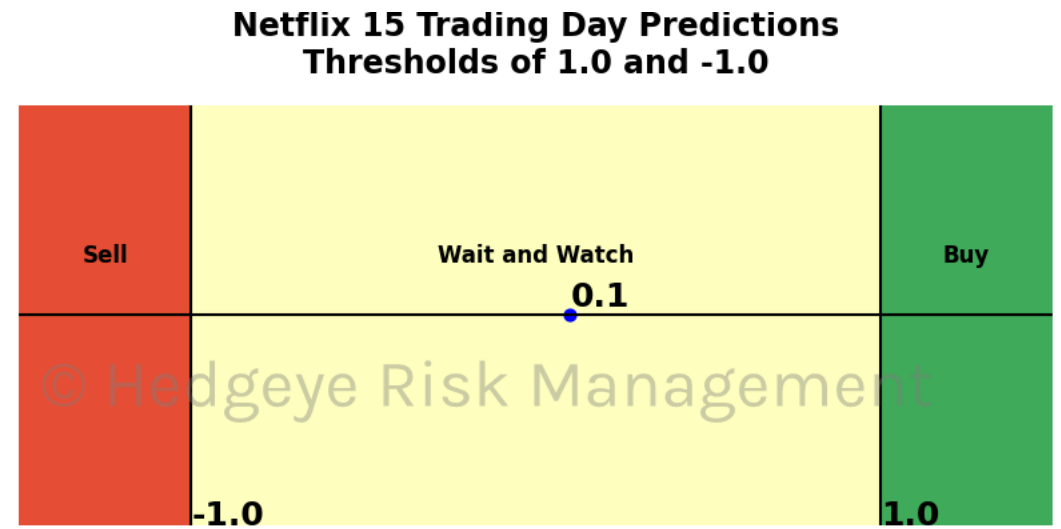 Netflix 15 Trading Day Predictions
Thresholds of 1.0 and -1.0
Sell
Wait and Watch
Buy
0.1
© Hedgeye Risk Management
-1.0
1.0